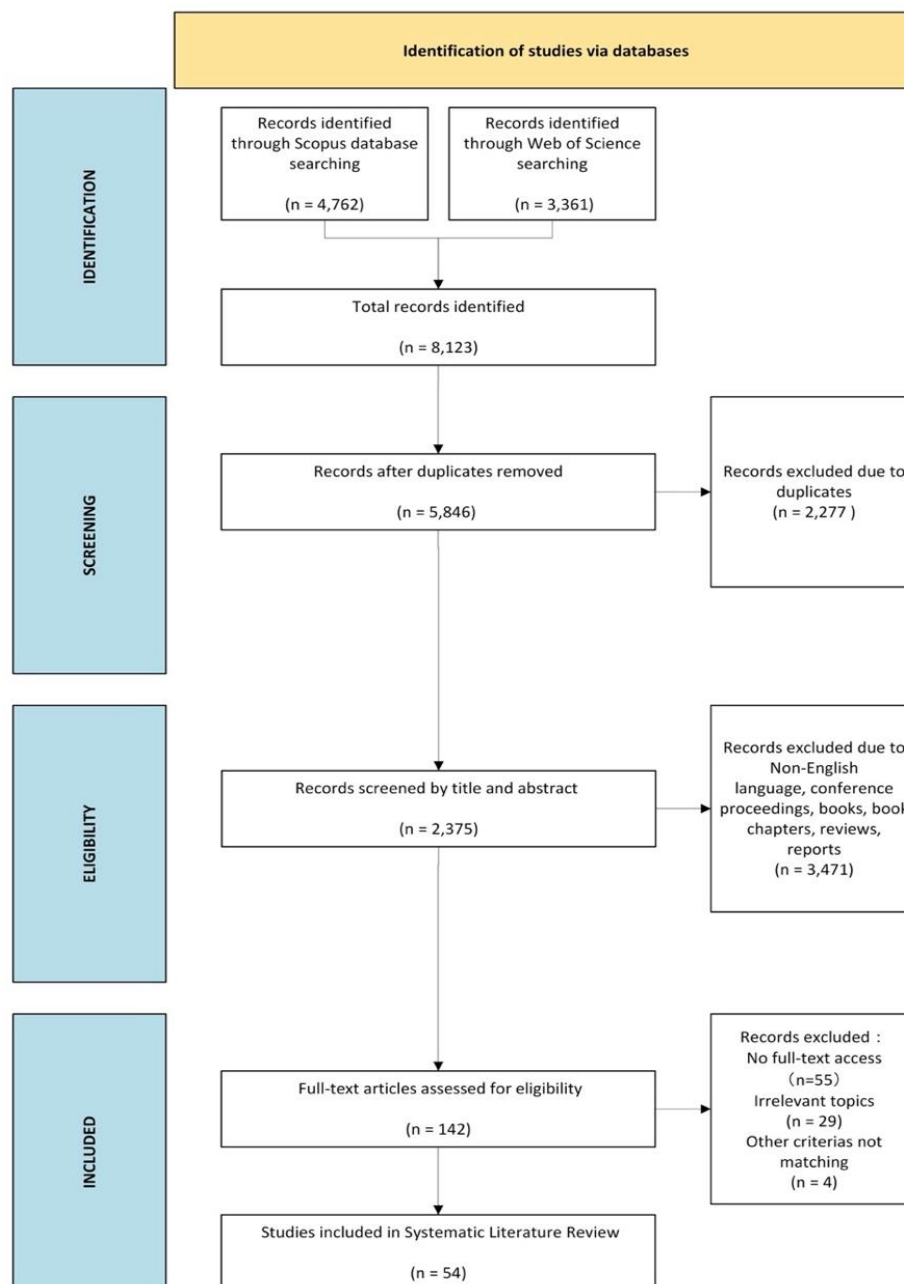 Identification of studies via databases
IDENTIFICATION
Records identified
through Scopus database
searching
(n = 4,762)
Records identified
through Web of Science
searching
(n = 3,361)
Total records identified
(n = 8,123)
SCREENING
Records after duplicates removed
(n = 5,846)
Records excluded due to
duplicates
(n = 2,277 )
ELIGIBILITY
Records screened by title and abstract
(n = 2,375)
Records excluded due to
Non-English
language, conference
proceedings, books, book
chapters, reviews,
reports
(n = 3,471)
INCLUDED
Full-text articles assessed for eligibility
(n = 142)
Records excluded：
No full-text access
（n=55）
Irrelevant topics
(n = 29)
Other criterias not
matching
(n = 4)
Studies included in Systematic Literature Review
(n = 54)